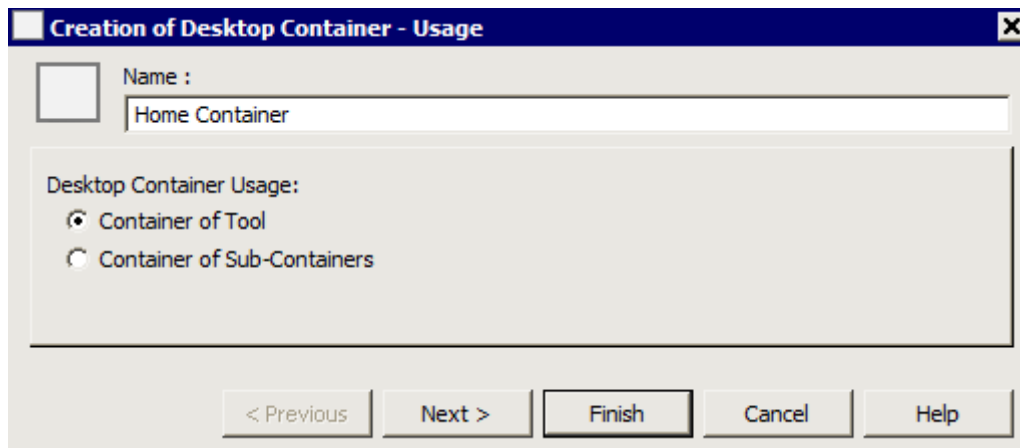 Creation of Desktop Container - Usage
Name :
Home Container
Desktop Container Usage:
Container of Tool
Container of Sub-Containers
< Previous Next > Finish Cancel Help